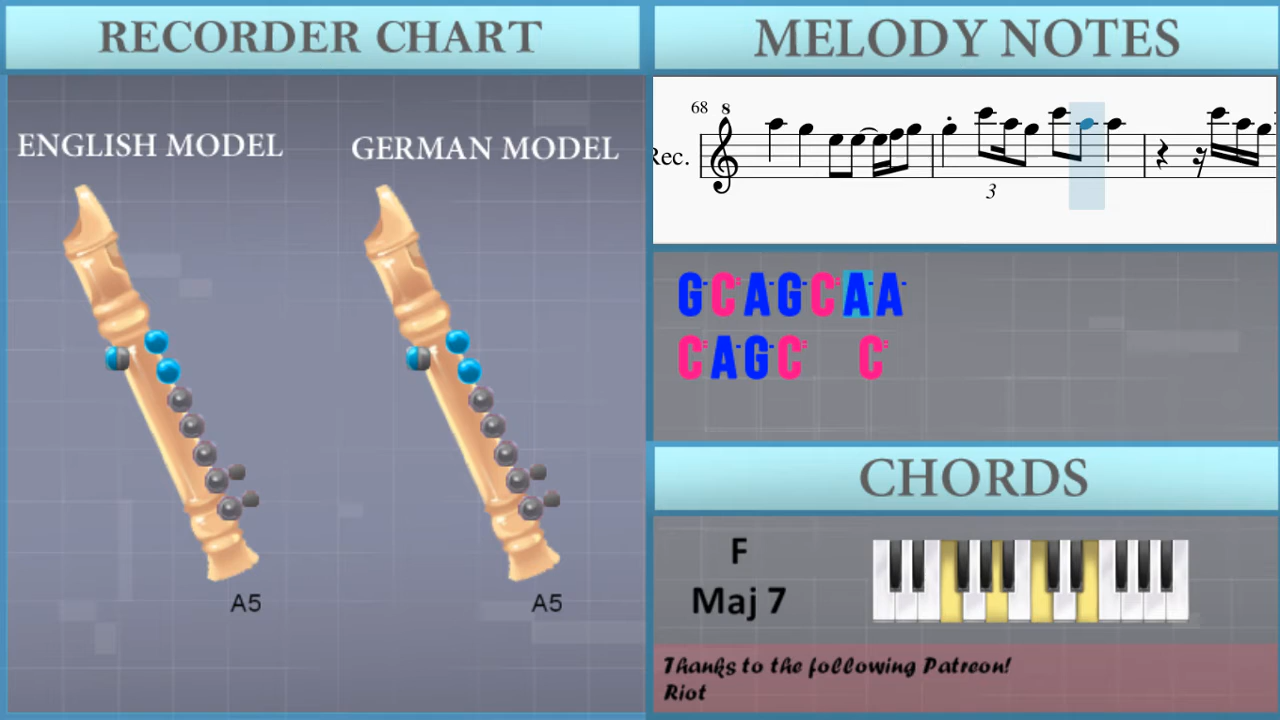 RECORDER CHART
ENGLISH MODEL
GERMAN MODEL
A5
A5
MELODY NOTES
68
8
Rec.
3
GCAGCAA
CAGC C
CHORDS
F
Maj 7
Thanks to the following Patreon!
Riot